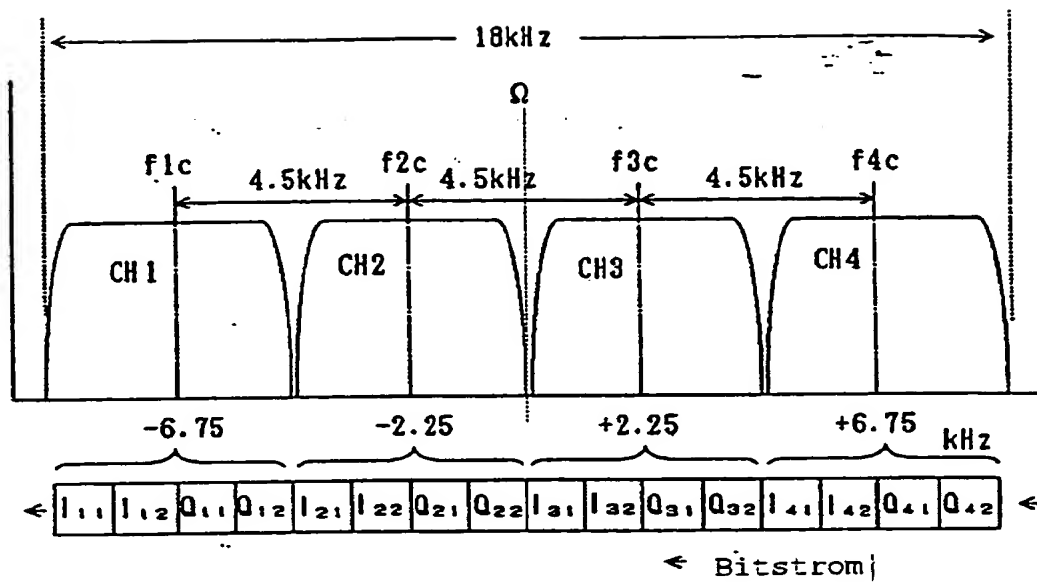 18kHz
Ω
f1c f2c f3c f4c
4.5kHz 4.5kHz 4.5kHz
CH1 CH2 CH3 CH4
-6.75 -2.25 +2.25 +6.75 kHz
I11 I12 Q11 Q12 I21 I22 Q21 Q22 I31 I32 Q31 Q32 I41 I42 Q41 Q42
Bitstrom